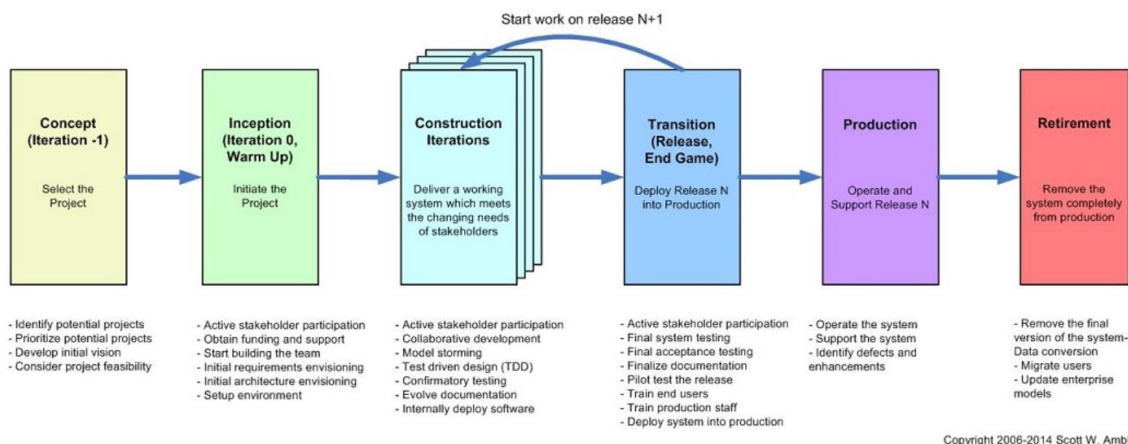 Start work on release N+1
Concept
(Iteration -1)
Select the
Project
Inception
(Iteration 0,
Warm Up)
Initiate the
Project
Construction
Iterations
Deliver a working
system which meets
the changing needs
of stakeholders
Transition
(Release,
End Game)
Deploy Release N
into Production
Production
Operate and
Support Release N
Retirement
Remove the
system completely
from production
- Identify potential projects
- Prioritize potential projects
- Develop initial vision
- Consider project feasibility
- Active stakeholder participation
- Obtain funding and support
- Start building the team
- Initial requirements envisioning
- Initial architecture envisioning
- Setup environment
- Active stakeholder participation
- Collaborative development
- Model storming
- Test driven design (TDD)
- Confirmatory testing
- Evolve documentation
- Internally deploy software
- Active stakeholder participation
- Final system testing
- Final acceptance testing
- Finalize documentation
- Pilot test the release
- Train end users
- Train production staff
- Deploy system into production
- Operate the system
- Support the system
- Identify defects and
enhancements
- Remove the final
version of the system-
Data conversion
- Migrate users
- Update enterprise
models
Copyright 2006-2014 Scott W. Amb